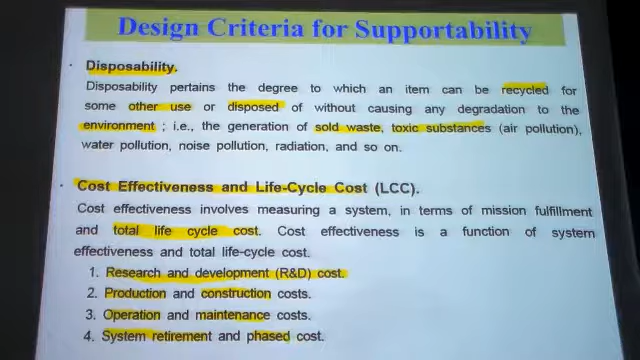 Design Criteria for Supportability
· Disposability.
Disposability pertains the degree to which an item can be recycled for
some other use or disposed of without causing any degradation to the
environment ; i.e., the generation of sold waste, toxic substances (air pollution),
water pollution, noise pollution, radiation, and so on.
· Cost Effectiveness and Life-Cycle Cost (LCC).
Cost effectiveness involves measuring a system, in terms of mission fulfillment
and total life cycle cost. Cost effectiveness is a function of system
effectiveness and total life-cycle cost.
1. Research and development (R&D) cost.
2. Production and construction costs.
3. Operation and maintenance costs.
4. System retirement and phased cost.